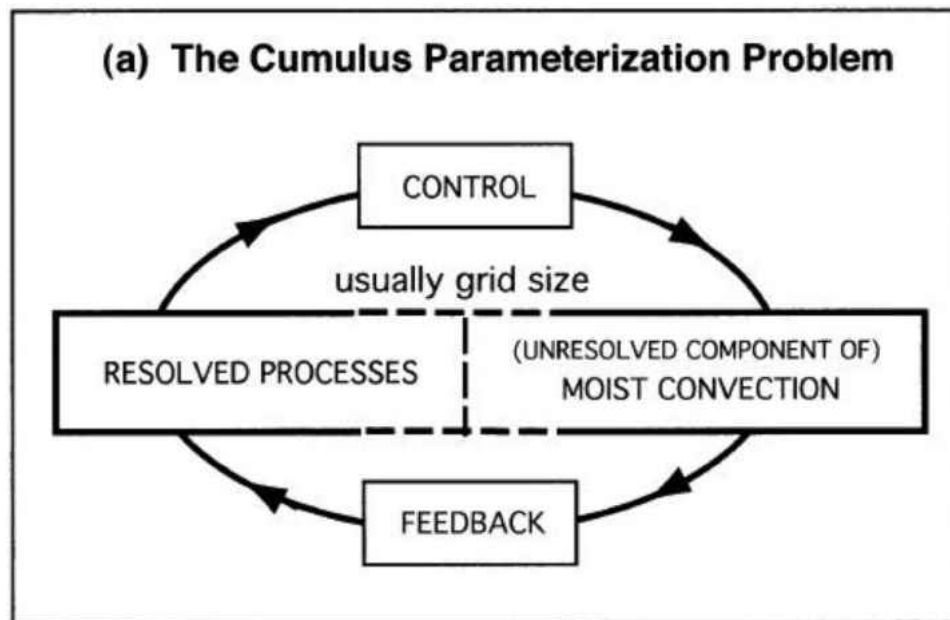 (a) The Cumulus Parameterization Problem
CONTROL
usually grid size
RESOLVED PROCESSES
(UNRESOLVED COMPONENT OF)
MOIST CONVECTION
FEEDBACK